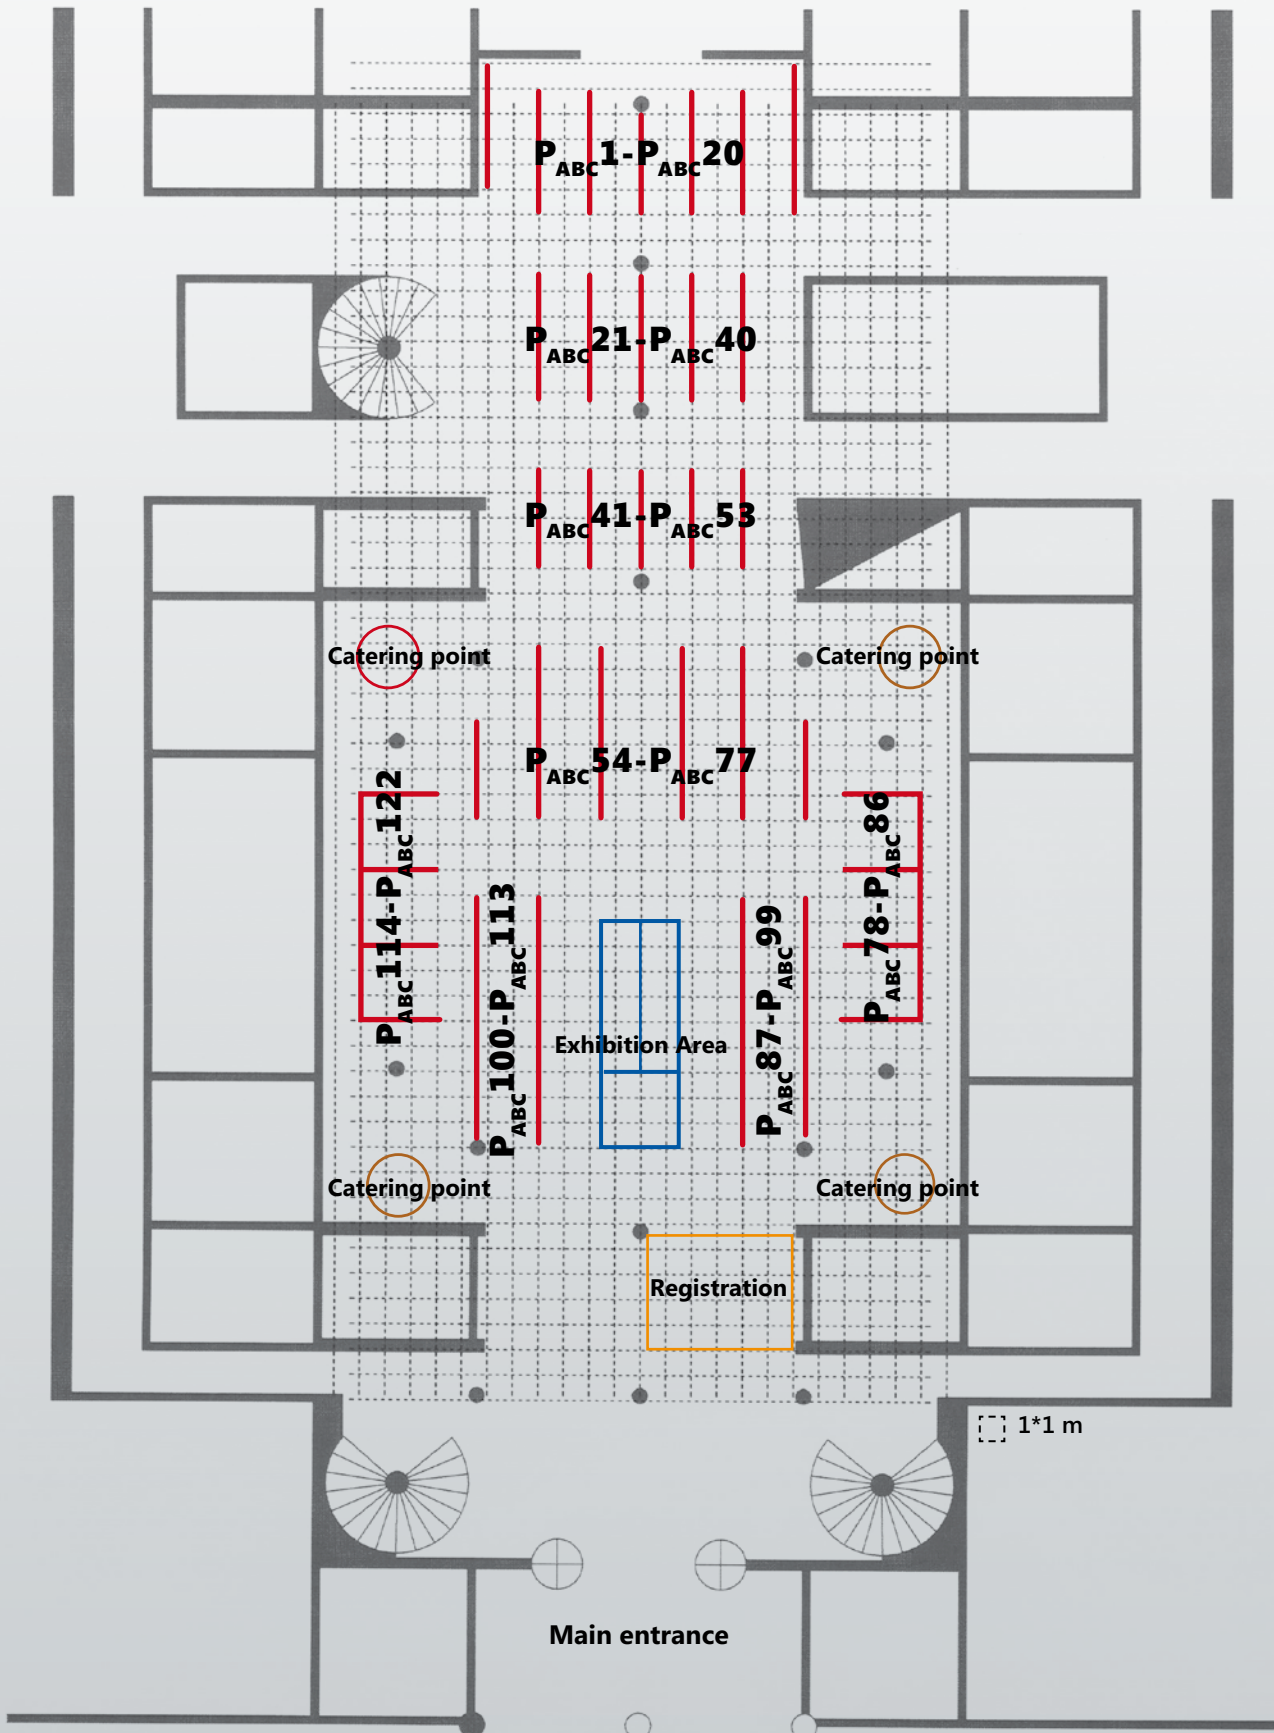 PABC1-PABC20
PABC21-PABC40
PABC41-PABC53
Catering point
Catering point
PABC54-PABC77
PABC114-PABC122
PABC78-PABC86
PABC100-PABC113
PABC87-PABC99
Exhibition Area
Catering point
Catering point
Registration
1*1 m
Main entrance